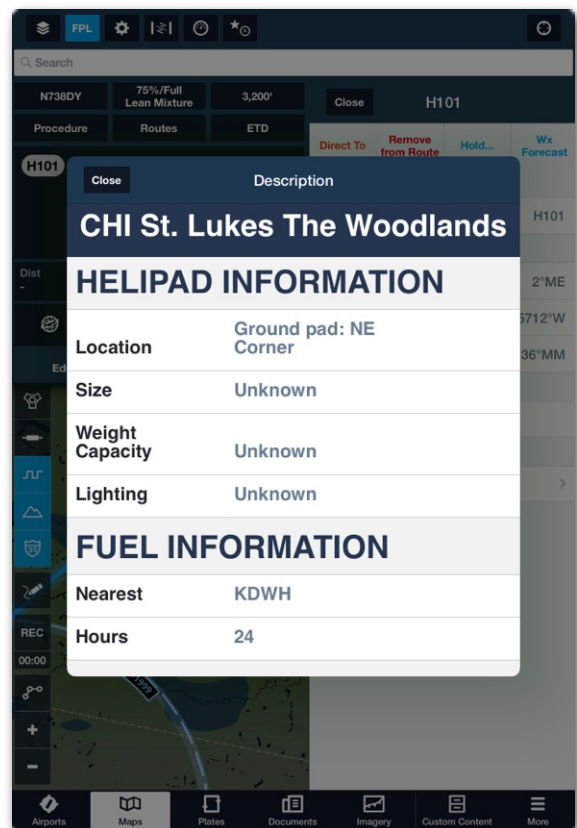 FPL
Search
N738DY
75%/Full
Lean Mixture
3,200'
Procedure
Routes
ETD
Close
H101
Direct To
Remove
from Route
Hold...
Wx
Forecast
H101
H101
Dist
-
2°ME
5712°W
36°MM
Ed
Close
Description
CHI St. Lukes The Woodlands
HELIPAD INFORMATION
Location
Ground pad: NE
Corner
Size
Unknown
Weight
Capacity
Unknown
Lighting
Unknown
FUEL INFORMATION
Nearest
KDWH
Hours
24
35
REC
00:00
1999
+
−
Airports
Maps
Plates
Documents
Imagery
Custom Content
More